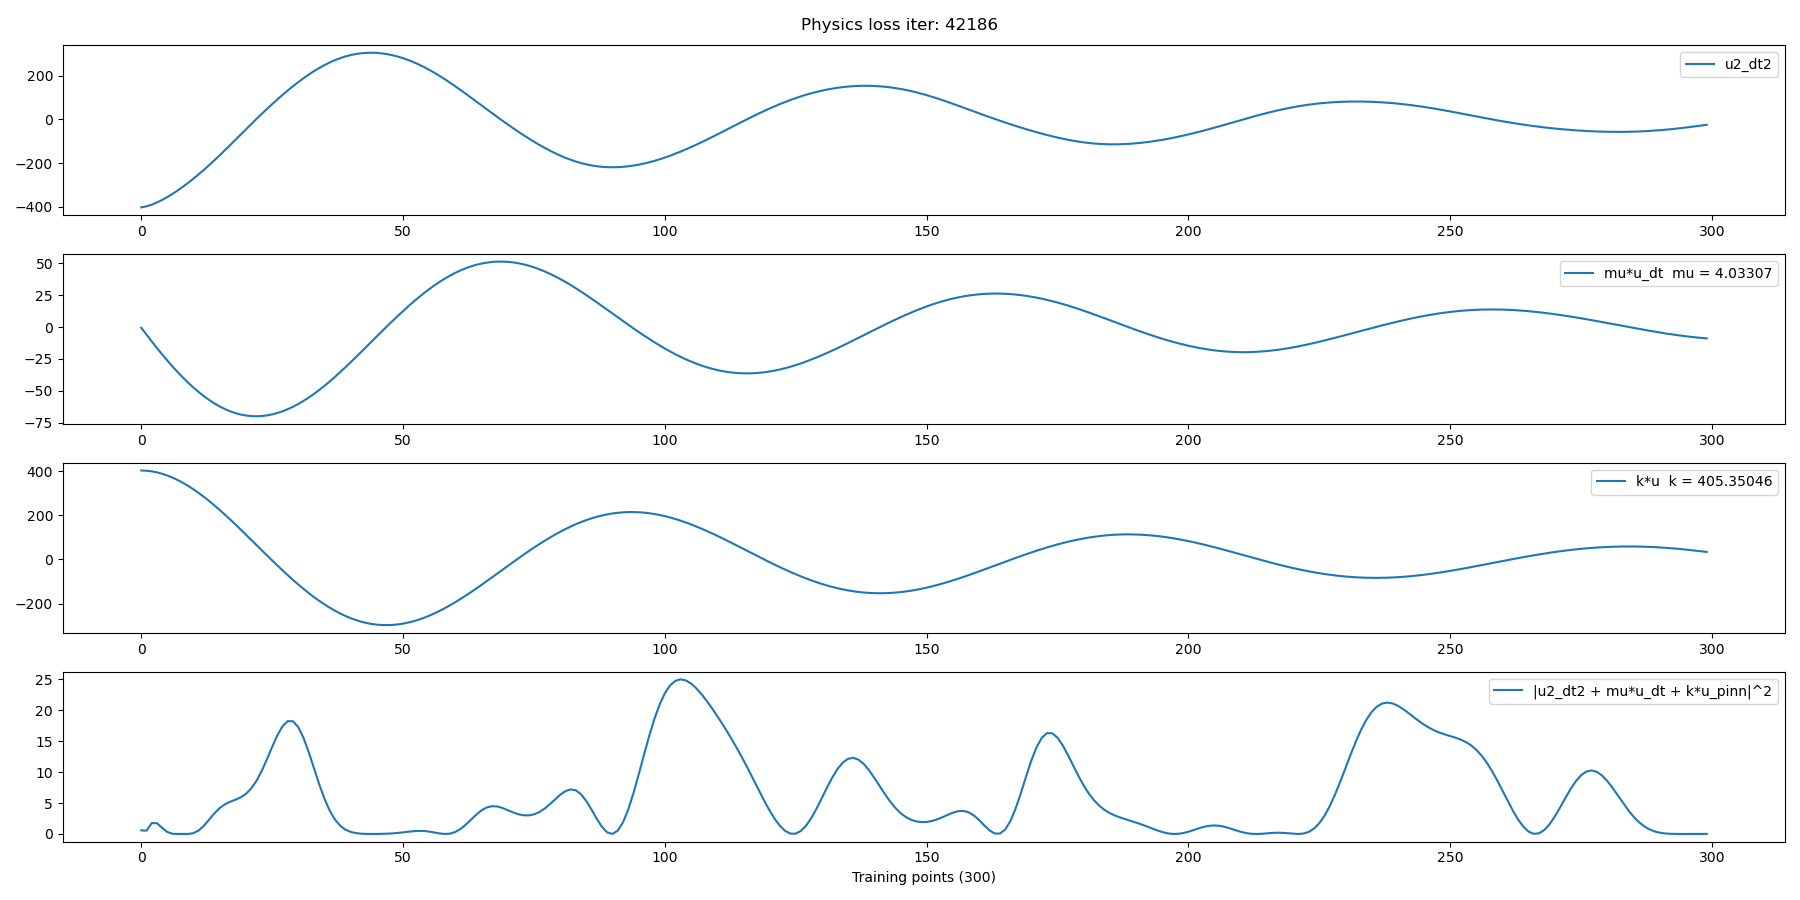 Physics loss iter: 42186
u2_dt2
200
0
−200
−400
0 50 100 150 200 250 300
mu*u_dt  mu = 4.03307
50
25
0
−25
−50
−75
0 50 100 150 200 250 300
k*u  k = 405.35046
400
200
0
−200
0 50 100 150 200 250 300
|u2_dt2 + mu*u_dt + k*u_pinn|^2
25
20
15
10
5
0
0 50 100 150 200 250 300
Training points (300)